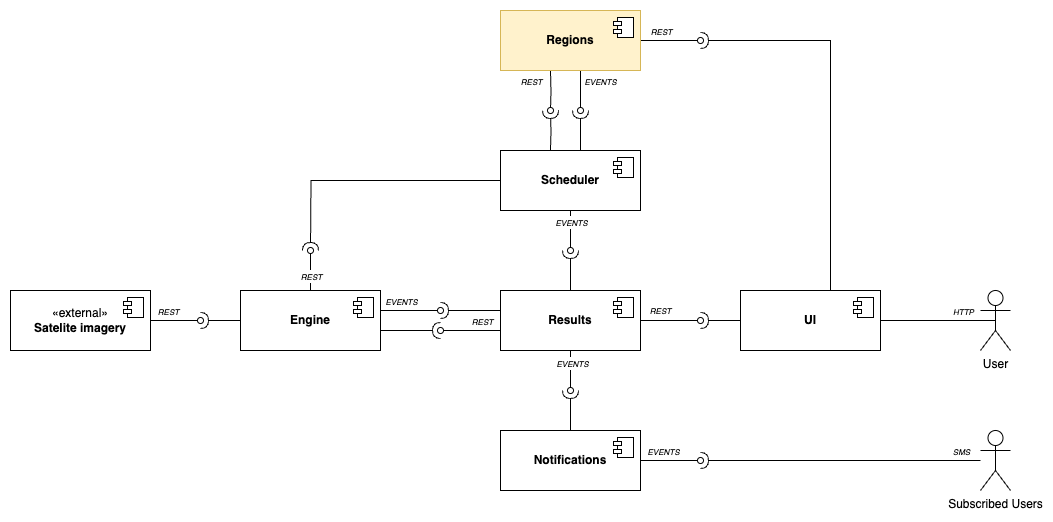 Regions
REST
REST
EVENTS
Scheduler
EVENTS
REST
«external»
Satelite imagery
REST
Engine
EVENTS
REST
Results
REST
UI
HTTP
User
EVENTS
Notifications
EVENTS
SMS
Subscribed Users